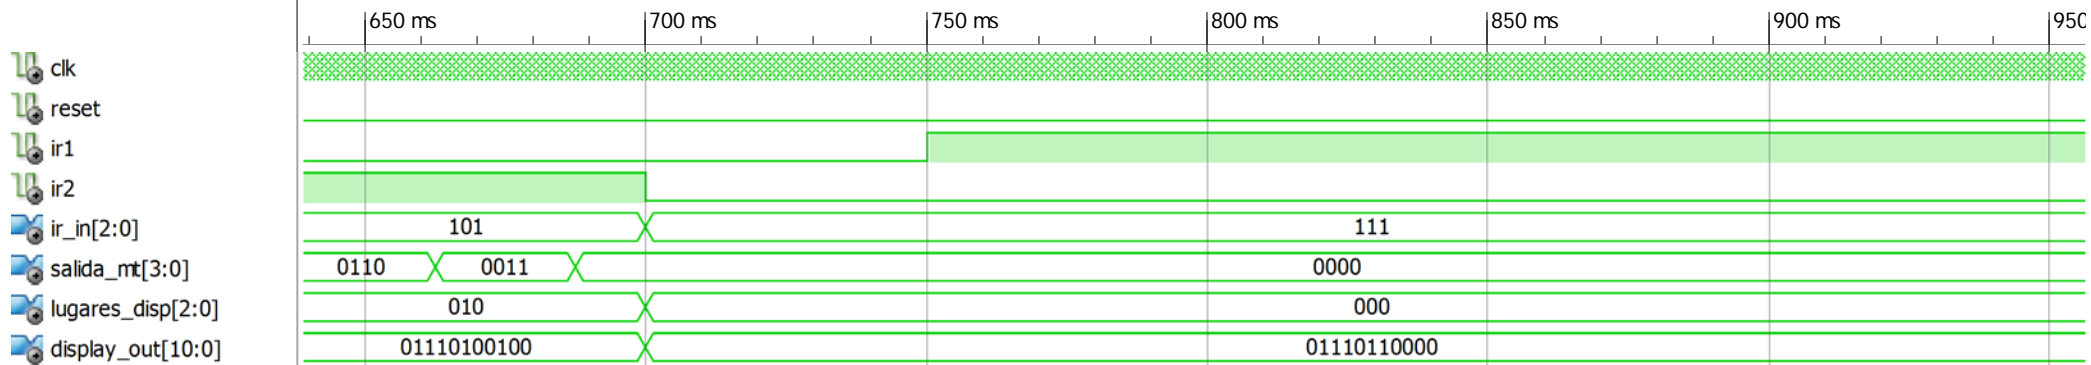 650 ms 700 ms 750 ms 800 ms 850 ms 900 ms 950
clk
reset
ir1
ir2
ir_in[2:0] 101 111
salida_mt[3:0] 0110 0011 0000
lugares_disp[2:0] 010 000
display_out[10:0] 01110100100 01110110000